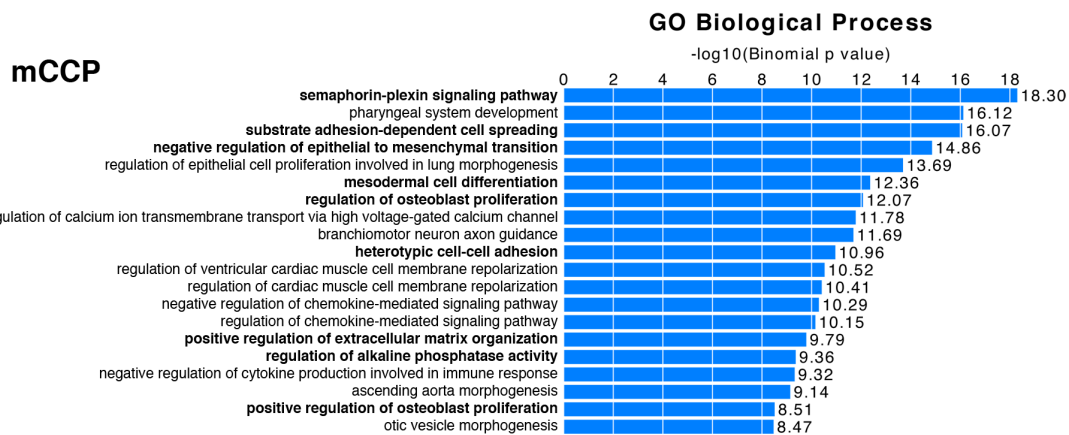 GO Biological Process
-log10(Binomial p value)
mCCP
0 2 4 6 8 10 12 14 16 18
semaphorin-plexin signaling pathway 18.30
pharyngeal system development 16.12
substrate adhesion-dependent cell spreading 16.07
negative regulation of epithelial to mesenchymal transition 14.86
regulation of epithelial cell proliferation involved in lung morphogenesis 13.69
mesodermal cell differentiation 12.36
regulation of osteoblast proliferation 12.07
gulation of calcium ion transmembrane transport via high voltage-gated calcium channel 11.78
branchiomotor neuron axon guidance 11.69
heterotypic cell-cell adhesion 10.96
regulation of ventricular cardiac muscle cell membrane repolarization 10.52
regulation of cardiac muscle cell membrane repolarization 10.41
negative regulation of chemokine-mediated signaling pathway 10.29
regulation of chemokine-mediated signaling pathway 10.15
positive regulation of extracellular matrix organization 9.79
regulation of alkaline phosphatase activity 9.36
negative regulation of cytokine production involved in immune response 9.32
ascending aorta morphogenesis 9.14
positive regulation of osteoblast proliferation 8.51
otic vesicle morphogenesis 8.47